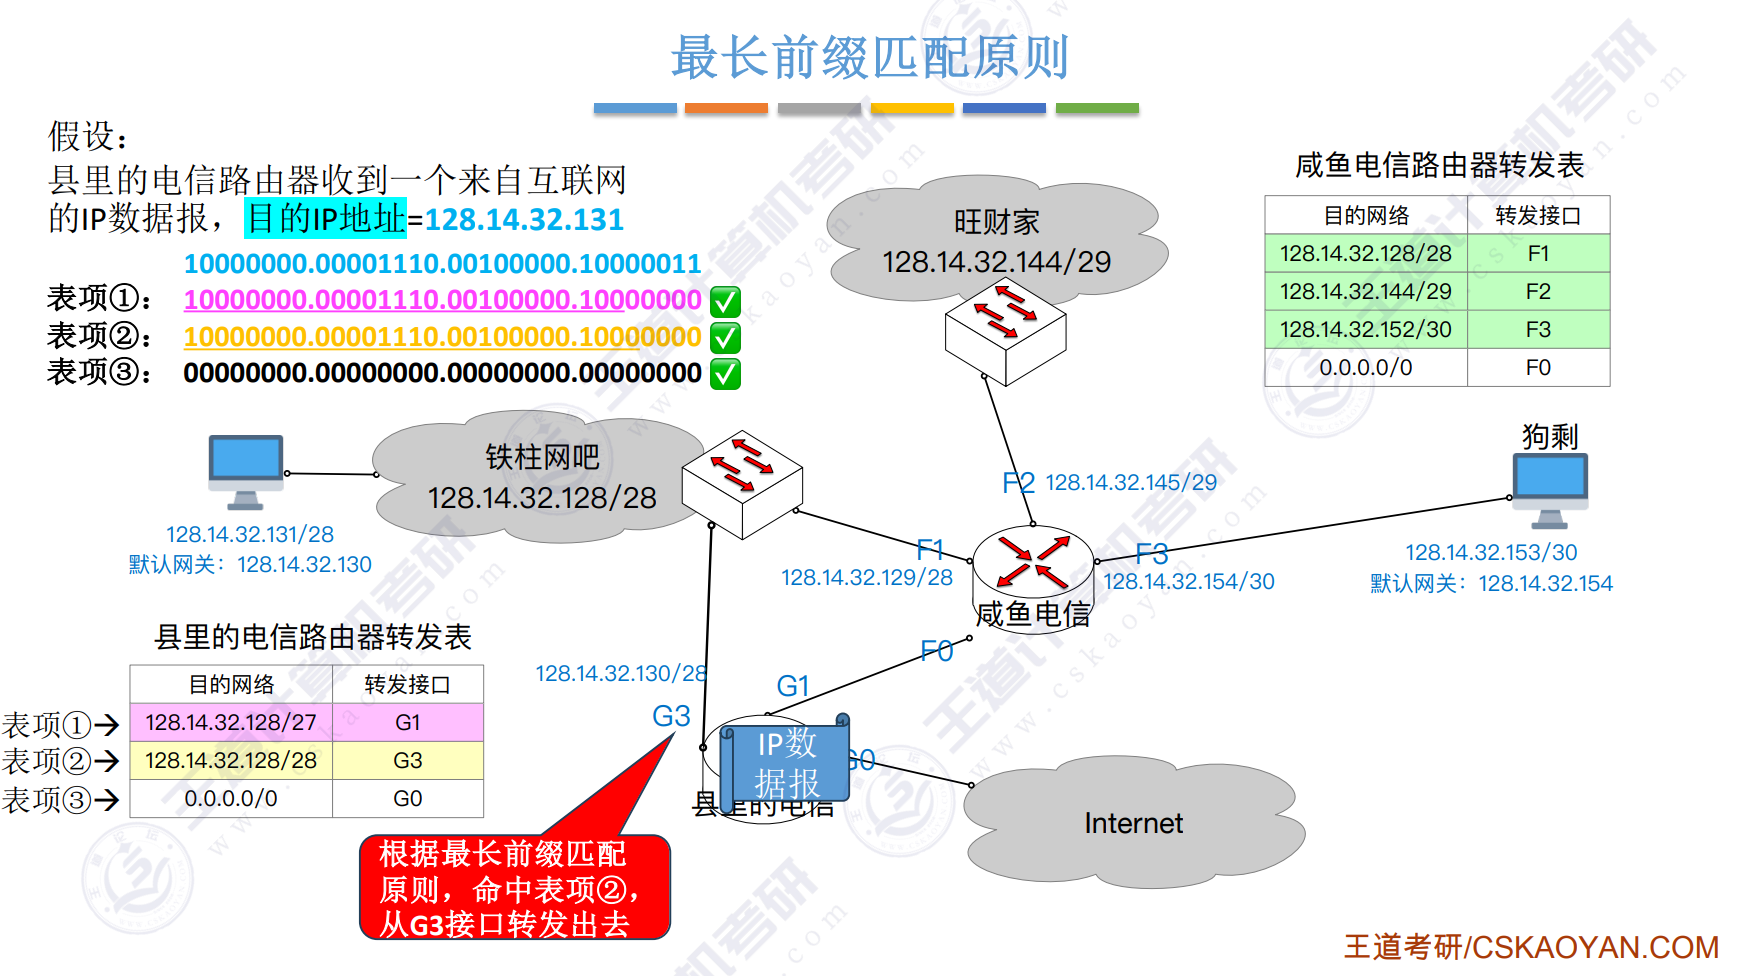 最长前缀匹配原则
假设：
县里的电信路由器收到一个来自互联网
的IP数据报，目的IP地址=128.14.32.131
10000000.00001110.00100000.10000011
表项①： 10000000.00001110.00100000.10000000
表项②： 10000000.00001110.00100000.10000000
表项③： 00000000.00000000.00000000.00000000
旺财家
128.14.32.144/29
咸鱼电信路由器转发表
目的网络 转发接口
128.14.32.128/28 F1
128.14.32.144/29 F2
128.14.32.152/30 F3
0.0.0.0/0 F0
铁柱网吧
128.14.32.128/28
128.14.32.131/28
默认网关：128.14.32.130
F2 128.14.32.145/29
F1
128.14.32.129/28
F3
128.14.32.154/30
咸鱼电信
F0
狗剩
128.14.32.153/30
默认网关：128.14.32.154
县里的电信路由器转发表
目的网络 转发接口
表项①→ 128.14.32.128/27 G1
表项②→ 128.14.32.128/28 G3
表项③→ 0.0.0.0/0 G0
128.14.32.130/28
G1
G3
IP数
据报
G0
县里的电信
Internet
根据最长前缀匹配
原则，命中表项②，
从G3接口转发出去
王道考研/CSKAOYAN.COM
王道计算机考研
www.cskaoyan.com